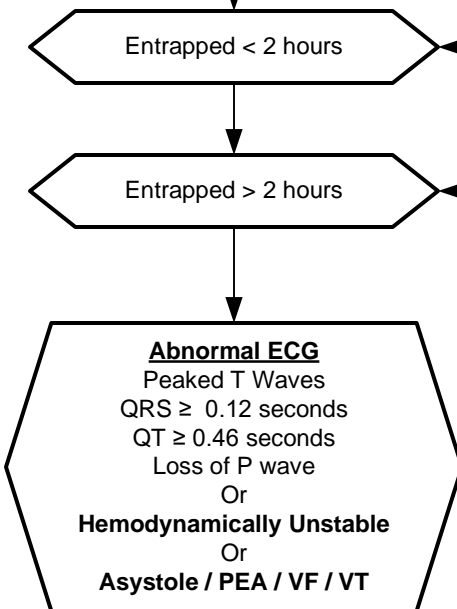 Entrapped < 2 hours
Entrapped > 2 hours
Abnormal ECG
Peaked T Waves
QRS ≥ 0.12 seconds
QT ≥ 0.46 seconds
Loss of P wave
Or
Hemodynamically Unstable
Or
Asystole / PEA / VF / VT